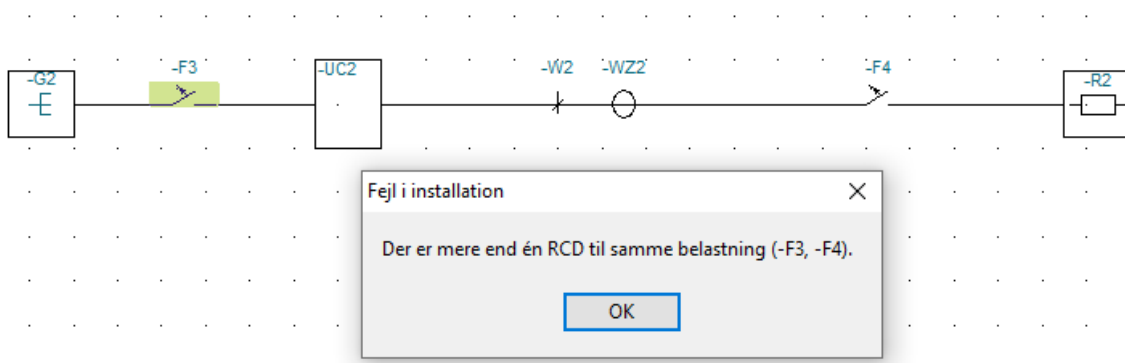 -G2
-F3
-UC2
-W2
-WZ2
-F4
-R2
Fejl i installation
Der er mere end én RCD til samme belastning (-F3, -F4).
OK